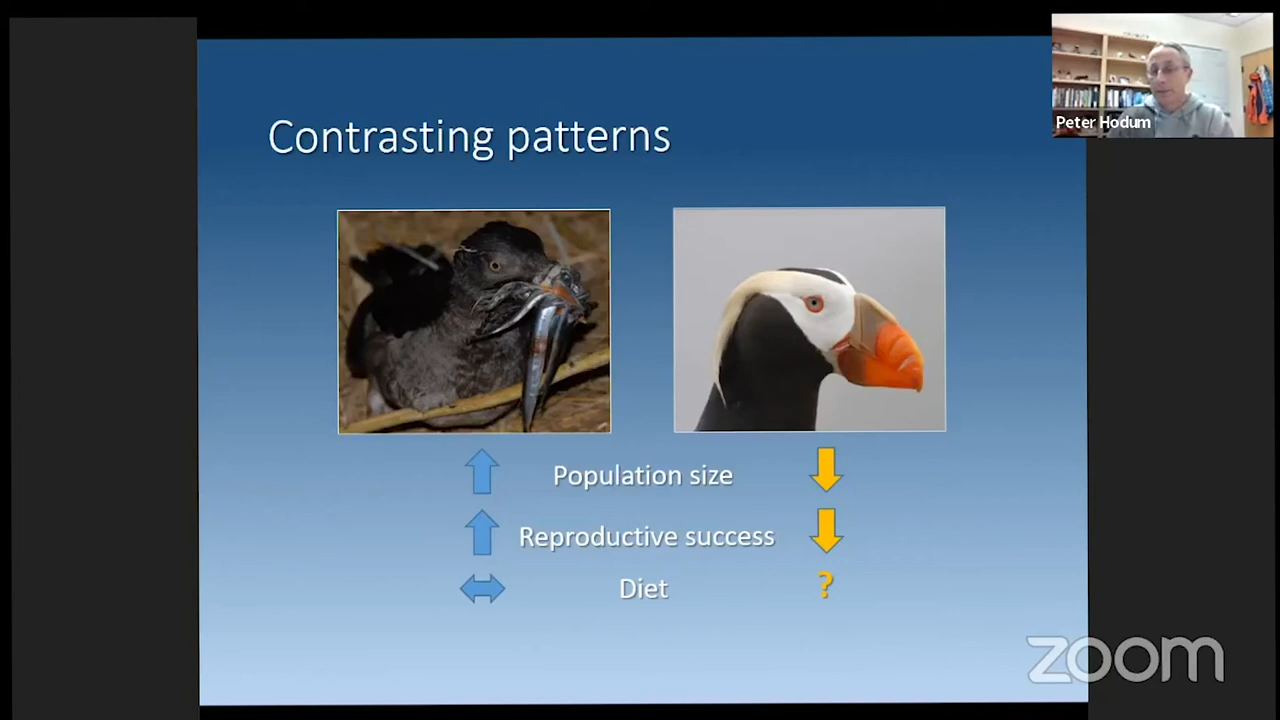 Contrasting patterns
Peter Hodum
Population size
Reproductive success
Diet
?
zoom